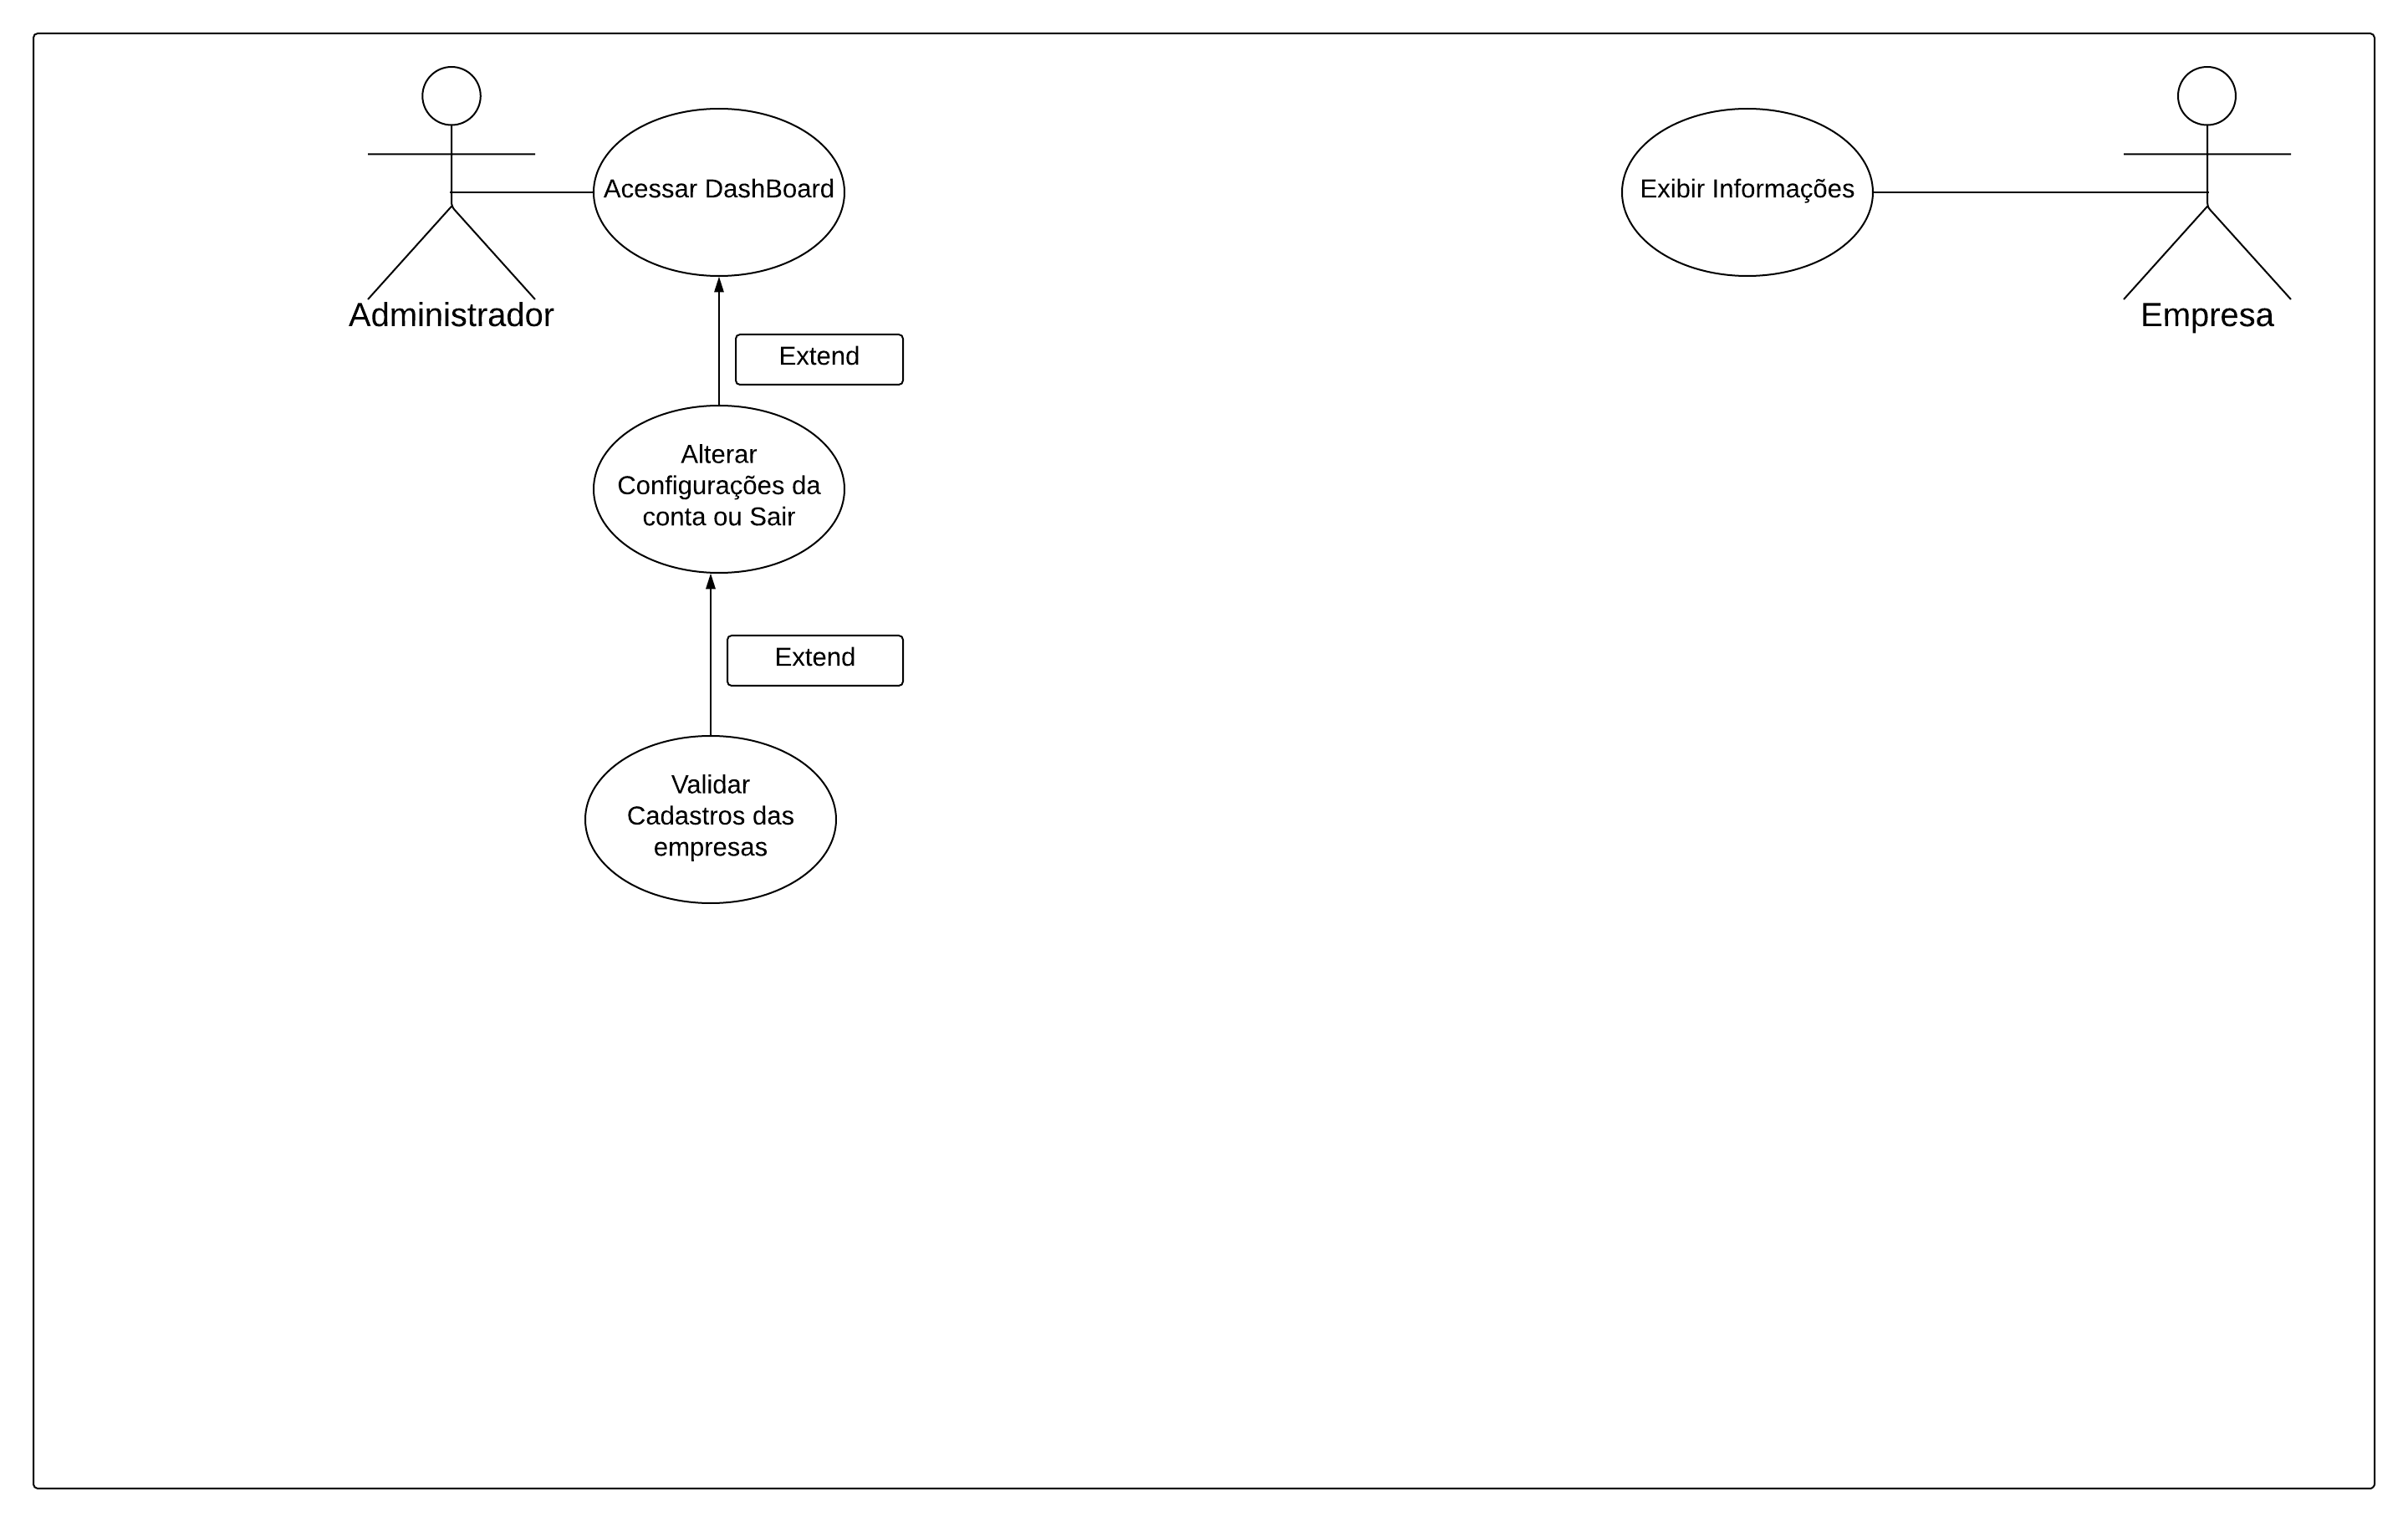 Acessar DashBoard
Exibir Informações
Administrador
Empresa
Extend
Alterar
Configurações da
conta ou Sair
Extend
Validar
Cadastros das
empresas